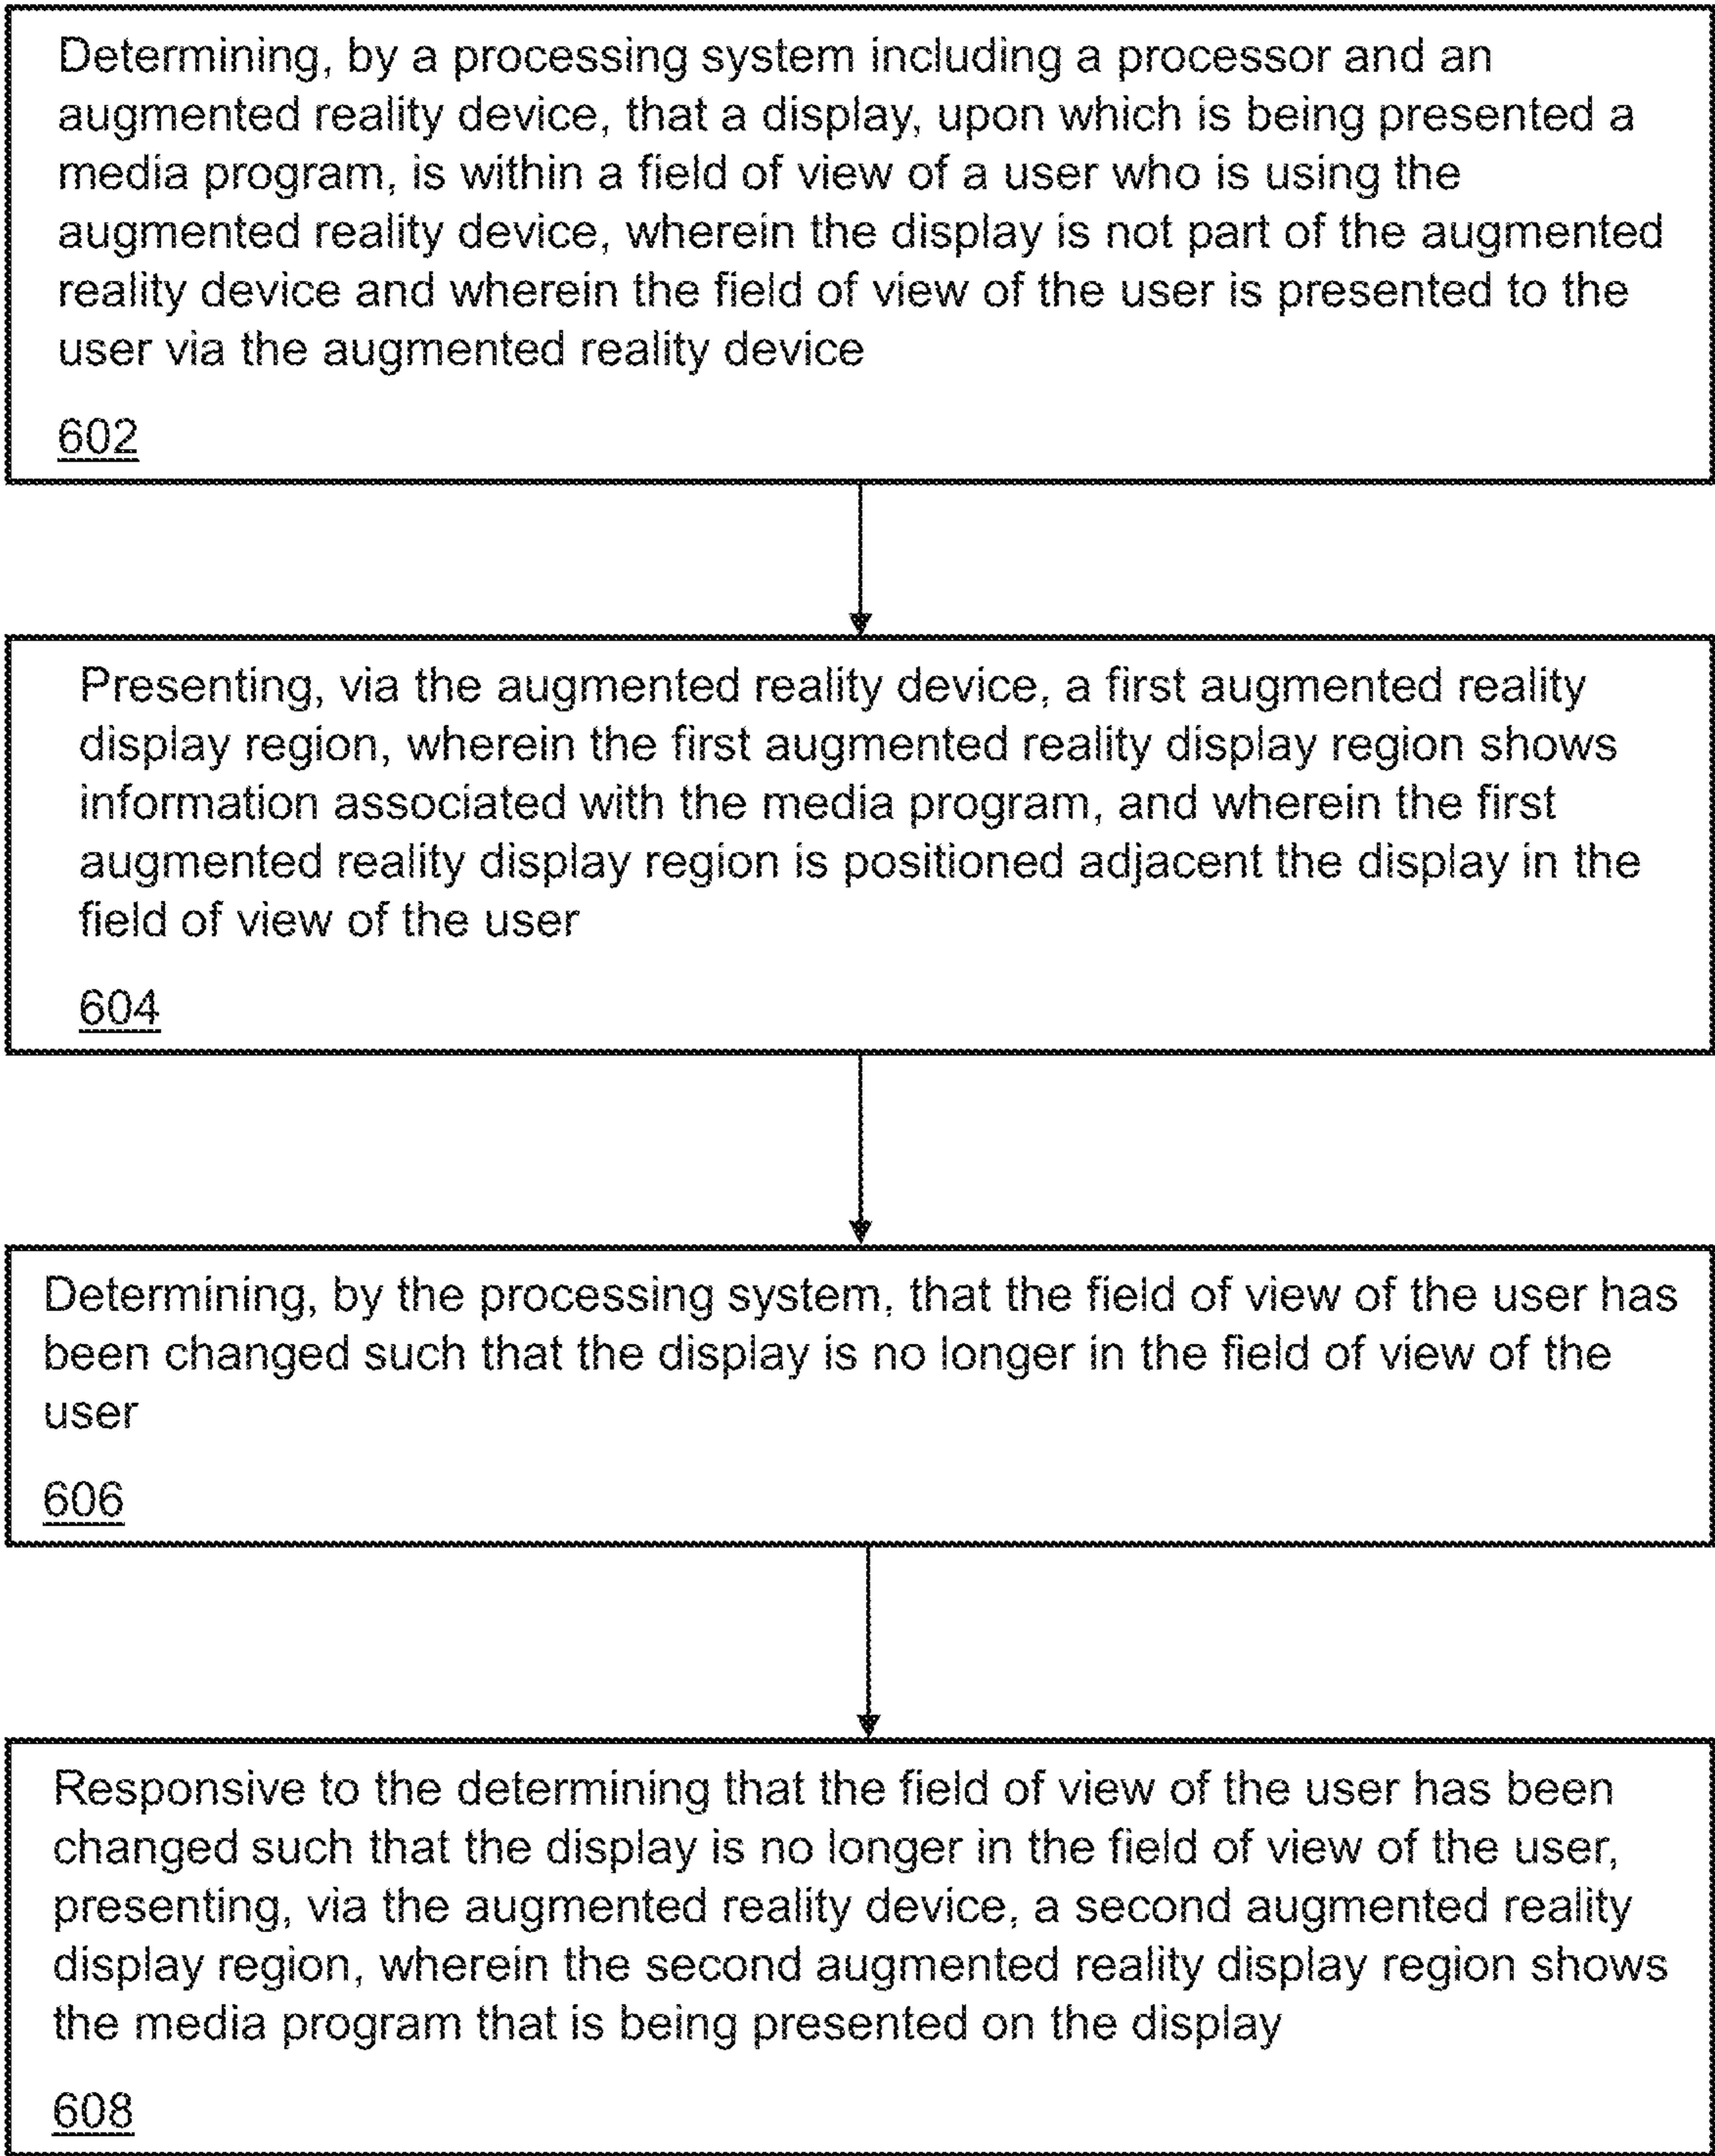 Determining, by a processing system including a processor and an
augmented reality device, that a display, upon which is being presented a
media program, is within a field of view of a user who is using the
augmented reality device, wherein the display is not part of the augmented
reality device and wherein the field of view of the user is presented to the
user via the augmented reality device
602
Presenting, via the augmented reality device, a first augmented reality
display region, wherein the first augmented reality display region shows
information associated with the media program, and wherein the first
augmented reality display region is positioned adjacent the display in the
field of view of the user
604
Determining, by the processing system, that the field of view of the user has
been changed such that the display is no longer in the field of view of the
user
606
Responsive to the determining that the field of view of the user has been
changed such that the display is no longer in the field of view of the user,
presenting, via the augmented reality device, a second augmented reality
display region, wherein the second augmented reality display region shows
the media program that is being presented on the display
608